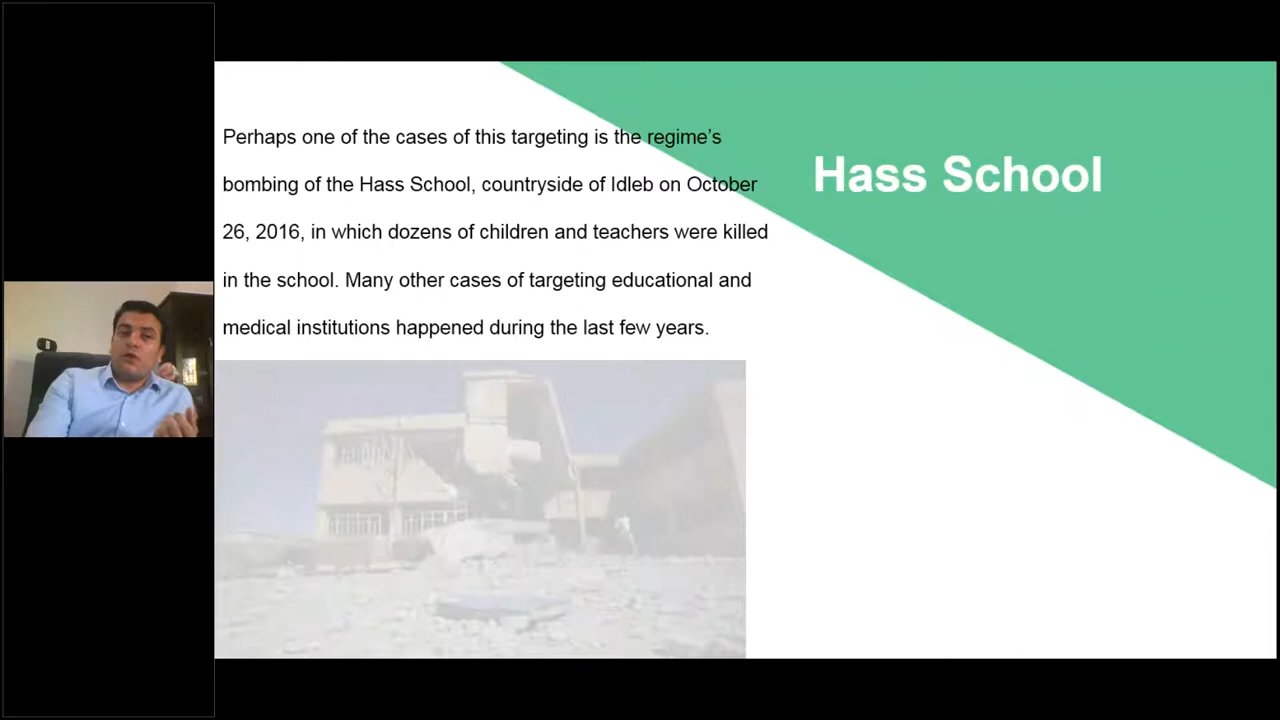 Hass School
Perhaps one of the cases of this targeting is the regime's
bombing of the Hass School, countryside of Idleb on October
26, 2016, in which dozens of children and teachers were killed
in the school. Many other cases of targeting educational and
medical institutions happened during the last few years.